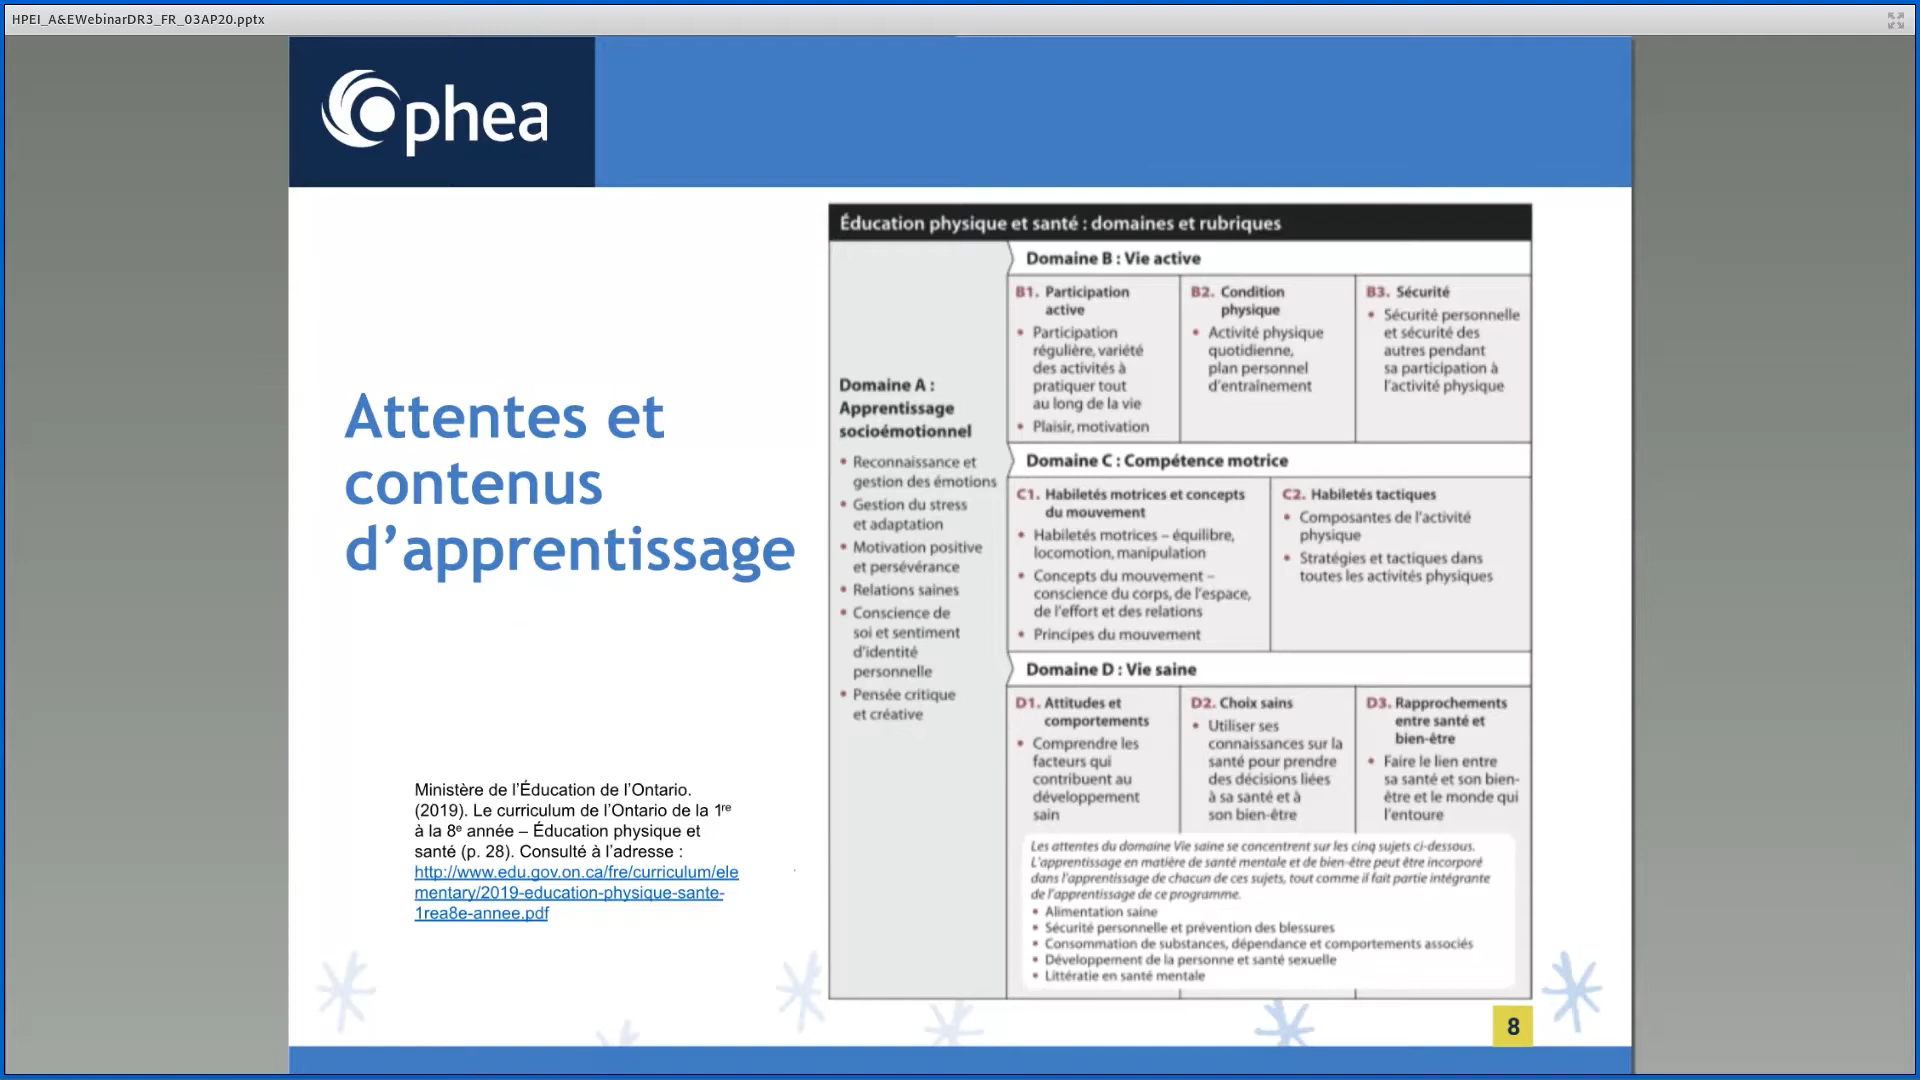 HPEI_A&EWebinarDR3_FR_03AP20.pptx
Ophea
Attentes et
contenus
d’apprentissage
Ministère de l’Éducation de l’Ontario.
(2019). Le curriculum de l’Ontario de la 1re
à la 8e année – Éducation physique et
santé (p. 28). Consulté à l’adresse :
http://www.edu.gov.on.ca/fre/curriculum/ele
mentary/2019-education-physique-sante-
1rea8e-annee.pdf
Éducation physique et santé : domaines et rubriques
Domaine A :
Apprentissage
socioémotionnel
• Reconnaissance et
gestion des émotions
• Gestion du stress
et adaptation
• Motivation positive
et persévérance
• Relations saines
• Conscience de
soi et sentiment
d’identité
personnelle
• Pensée critique
et créative
Domaine B : Vie active
B1. Participation
active
• Participation
régulière, variété
des activités à
pratiquer tout
au long de la vie
• Plaisir, motivation
B2. Condition
physique
• Activité physique
quotidienne,
plan personnel
d’entraînement
B3. Sécurité
• Sécurité personnelle
et sécurité des
autres pendant
sa participation à
l’activité physique
Domaine C : Compétence motrice
C1. Habiletés motrices et concepts
du mouvement
• Habiletés motrices – équilibre,
locomotion, manipulation
• Concepts du mouvement –
conscience du corps, de l’espace,
de l’effort et des relations
• Principes du mouvement
C2. Habiletés tactiques
• Composantes de l’activité
physique
• Stratégies et tactiques dans
toutes les activités physiques
Domaine D : Vie saine
D1. Attitudes et
comportements
• Comprendre les
facteurs qui
contribuent au
développement
sain
D2. Choix sains
• Utiliser ses
connaissances sur la
santé pour prendre
des décisions liées
à sa santé et à
son bien-être
D3. Rapprochements
entre santé et
bien-être
• Faire le lien entre
sa santé et son bien-
être et le monde qui
l’entoure
Les attentes du domaine Vie saine se concentrent sur les cinq sujets ci-dessous.
L’apprentissage en matière de santé mentale et de bien-être peut être incorporé
dans l’apprentissage de chacun de ces sujets, tout comme il fait partie intégrante
de l’apprentissage de ce programme.
• Alimentation saine
• Sécurité personnelle et prévention des blessures
• Consommation de substances, dépendance et comportements associés
• Développement de la personne et santé sexuelle
• Littératie en santé mentale
8